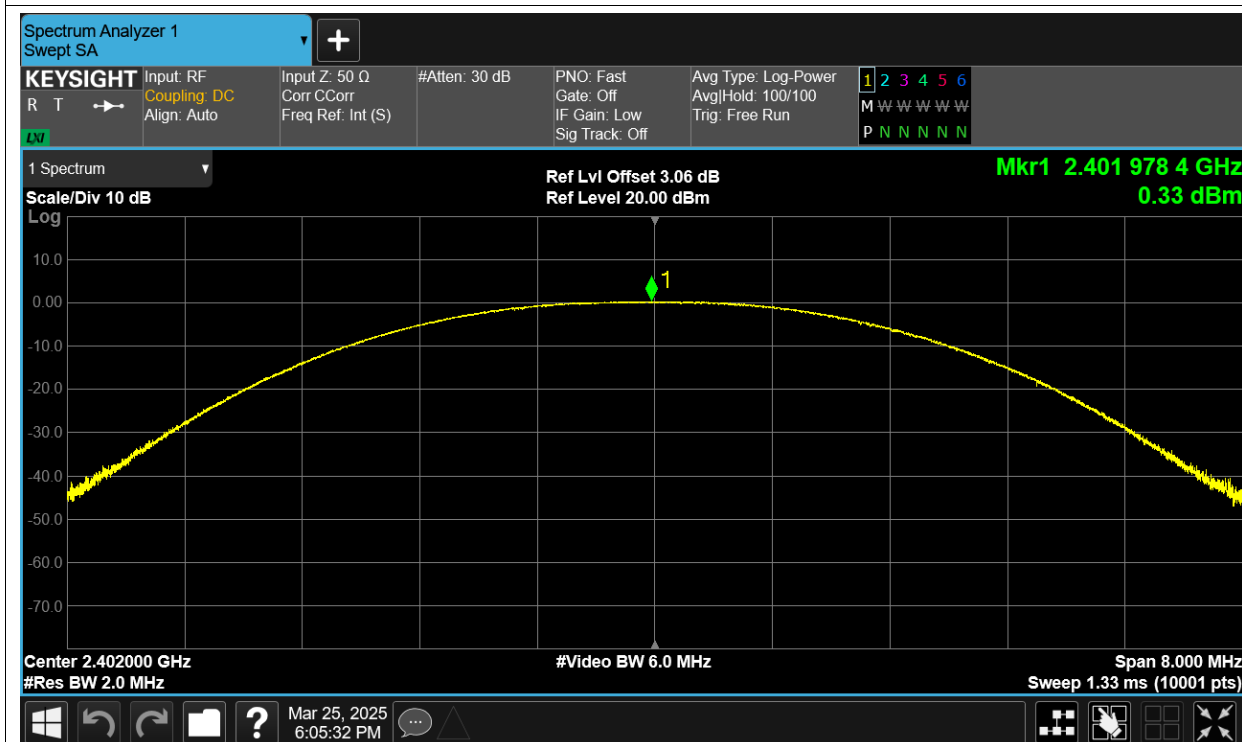 Spectrum Analyzer 1
Swept SA
KEYSIGHT
R T
LXI
Input: RF
Coupling: DC
Align: Auto
Input Z: 50 Ω
Corr CCorr
Freq Ref: Int (S)
#Atten: 30 dB
PNO: Fast
Gate: Off
IF Gain: Low
Sig Track: Off
Avg Type: Log-Power
Avg|Hold: 100/100
Trig: Free Run
1 2 3 4 5 6
M W W W W W
P N N N N N
1 Spectrum
Scale/Div 10 dB
Log
Ref Lvl Offset 3.06 dB
Ref Level 20.00 dBm
Mkr1 2.401 978 4 GHz
0.33 dBm
1
10.0
0.00
-10.0
-20.0
-30.0
-40.0
-50.0
-60.0
-70.0
Center 2.402000 GHz
#Res BW 2.0 MHz
#Video BW 6.0 MHz
Span 8.000 MHz
Sweep 1.33 ms (10001 pts)
?
Mar 25, 2025
6:05:32 PM